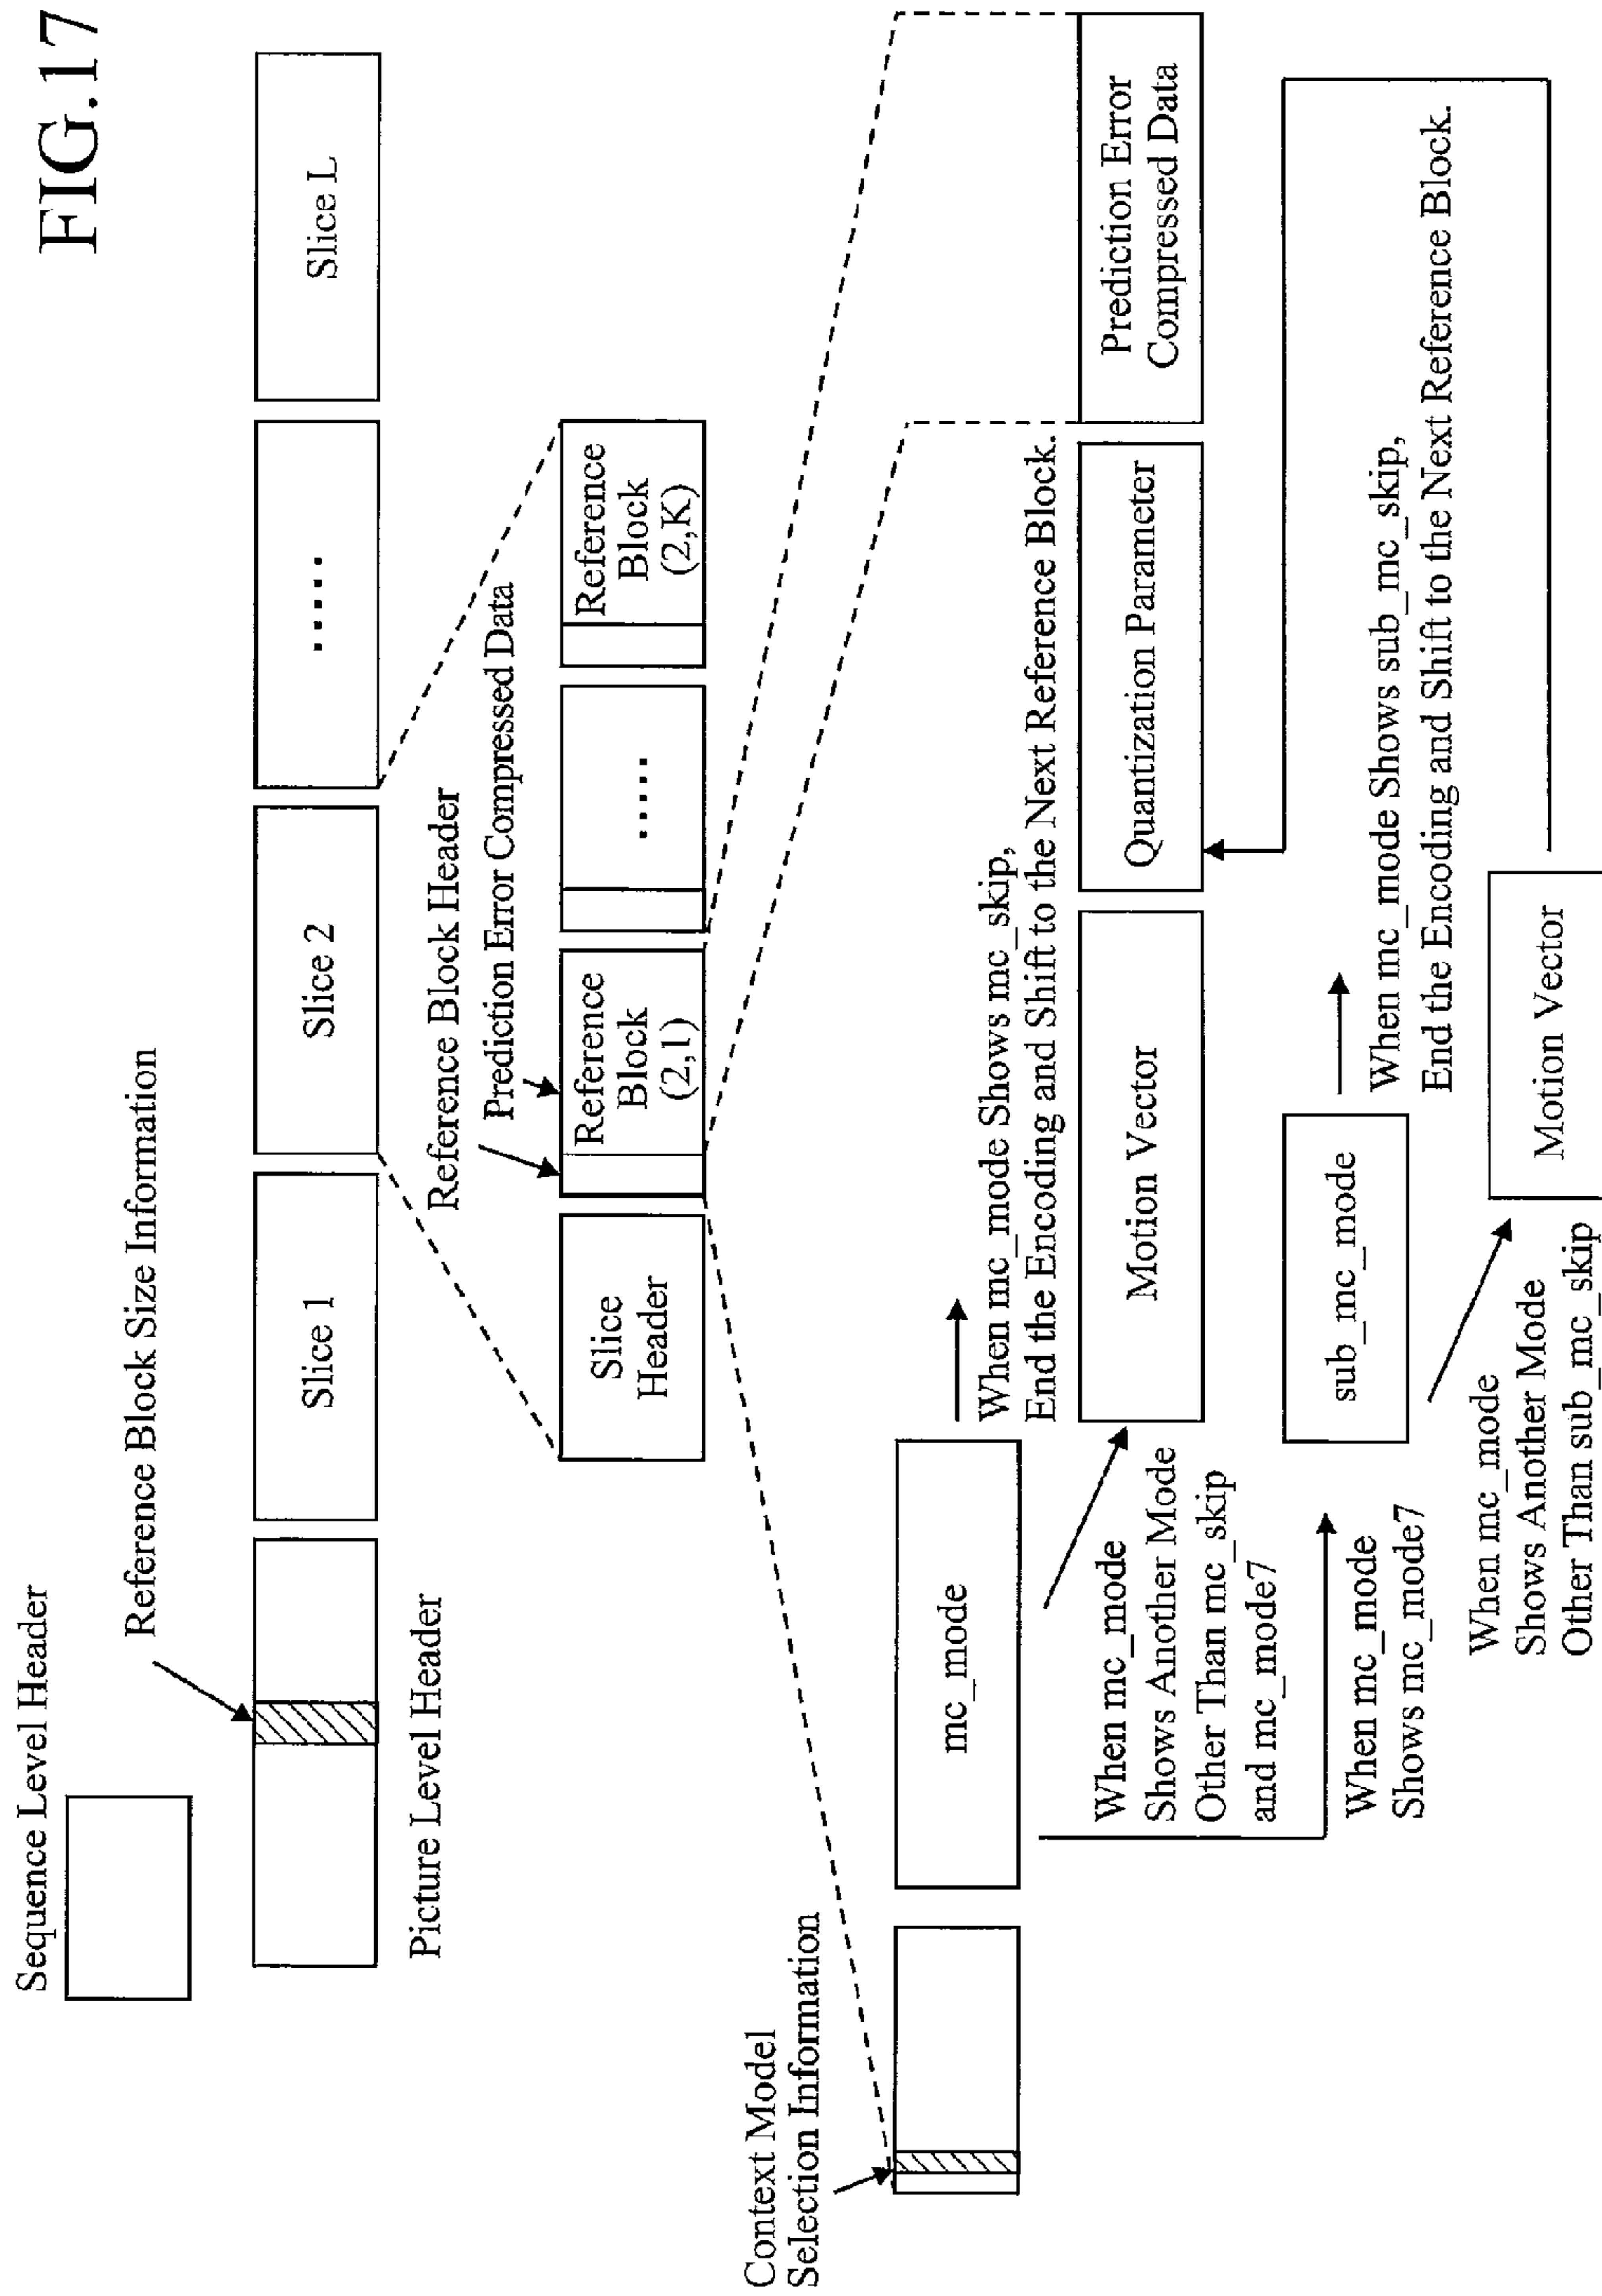 FIG.17
Sequence Level Header
Reference Block Size Information
Slice 1
Slice 2
.....
Slice L
Picture Level Header
Reference Block Header
Prediction Error Compressed Data
Slice
Header
Reference
Block
(2,1)
.....
Reference
Block
(2,K)
Context Model
Selection Information
mc_mode
When mc_mode Shows mc_skip,
End the Encoding and Shift to the Next Reference Block.
When mc_mode
Shows Another Mode
Other Than mc_skip
and mc_mode7
Motion Vector
Quantization Parameter
Prediction Error
Compressed Data
When mc_mode
Shows mc_mode7
sub_mc_mode
When mc_mode Shows sub_mc_skip,
End the Encoding and Shift to the Next Reference Block.
When mc_mode
Shows Another Mode
Other Than sub_mc_skip
Motion Vector